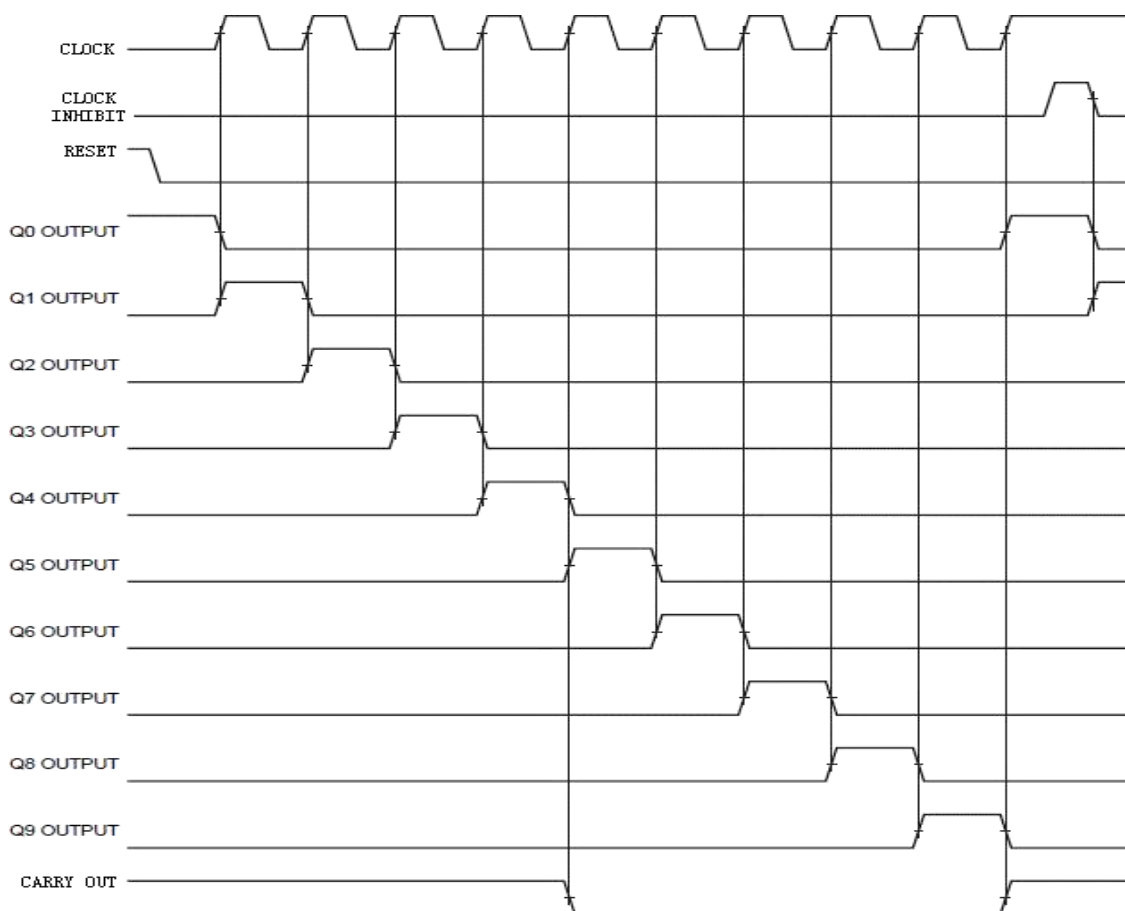 CLOCK
CLOCK
INHIBIT
RESET
Q0 OUTPUT
Q1 OUTPUT
Q2 OUTPUT
Q3 OUTPUT
Q4 OUTPUT
Q5 OUTPUT
Q6 OUTPUT
Q7 OUTPUT
Q8 OUTPUT
Q9 OUTPUT
CARRY OUT